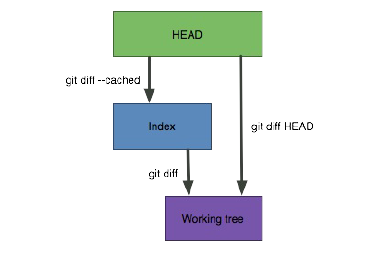 HEAD
git diff --cached
Index
git diff HEAD
git diff
Working tree